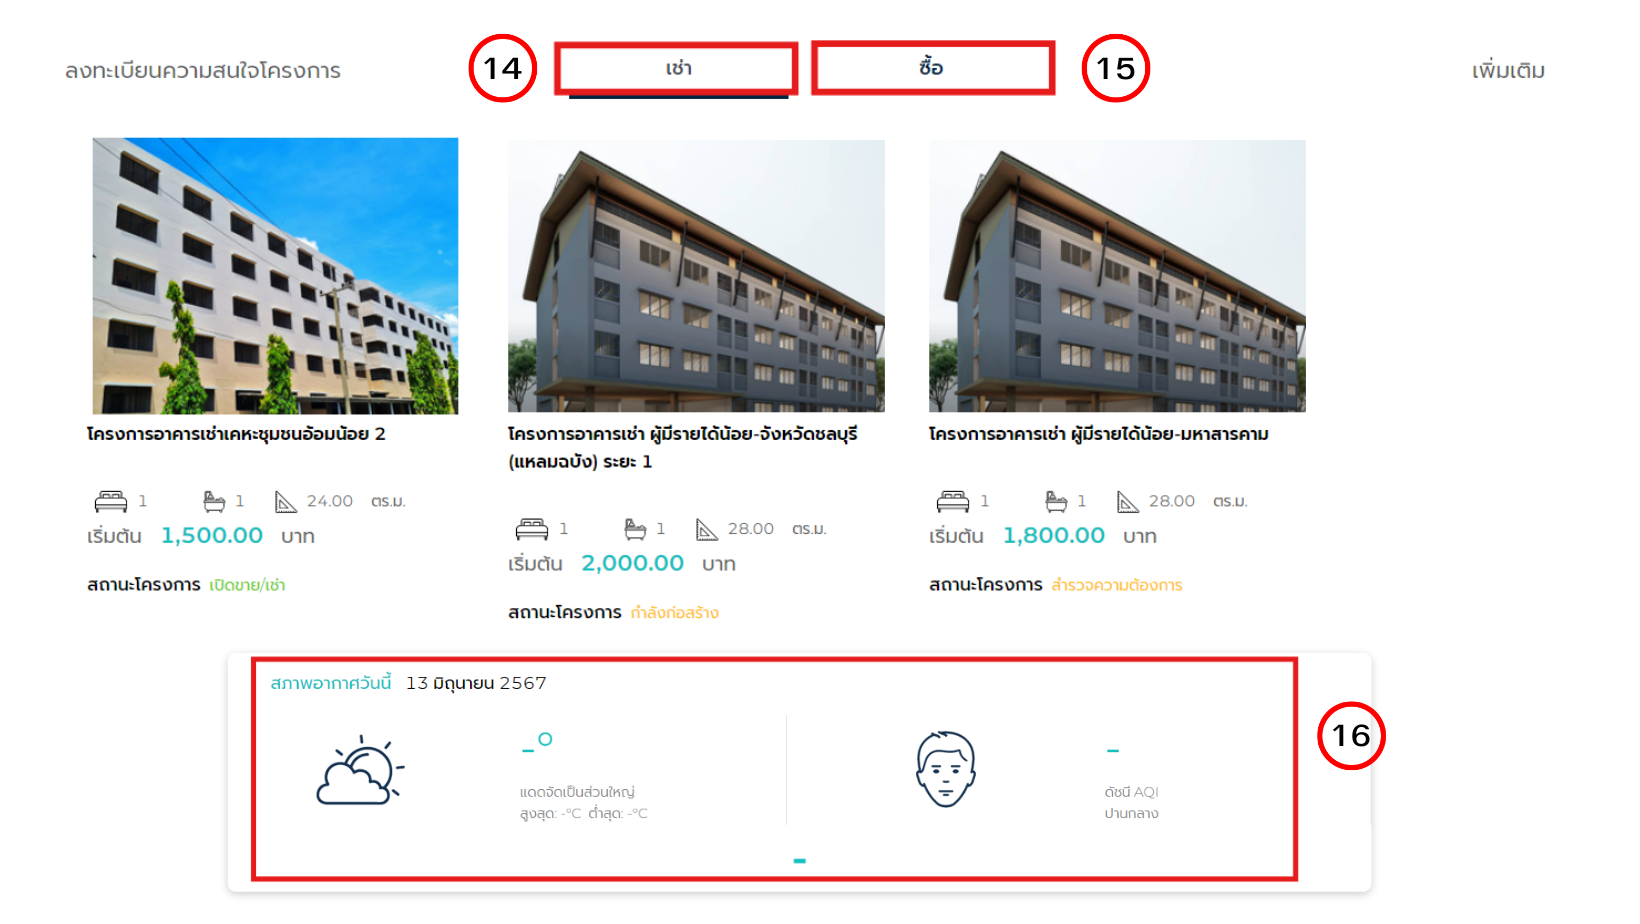 ลงทะเบียนความสนใจโครงการ
14
เช่า
ซื้อ
15
เพิ่มเติม
โครงการอาคารเช่าเคหะชุมชนอ้อมน้อย 2
1 1 24.00 ตร.ม.
เริ่มต้น 1,500.00 บาท
สถานะโครงการ เปิดขาย/เช่า
โครงการอาคารเช่า ผู้มีรายได้น้อย-จังหวัดชลบุรี
(แหลมฉบัง) ระยะ 1
1 1 28.00 ตร.ม.
เริ่มต้น 2,000.00 บาท
สถานะโครงการ กำลังก่อสร้าง
โครงการอาคารเช่า ผู้มีรายได้น้อย-มหาสารคาม
1 1 28.00 ตร.ม.
เริ่มต้น 1,800.00 บาท
สถานะโครงการ สำรวจความต้องการ
สภาพอากาศวันนี้ 13 มิถุนายน 2567
-°
แดดจัดเป็นส่วนใหญ่
สูงสุด: -°C ต่ำสุด: -°C
-
ดัชนี AQI
ปานกลาง
-
16